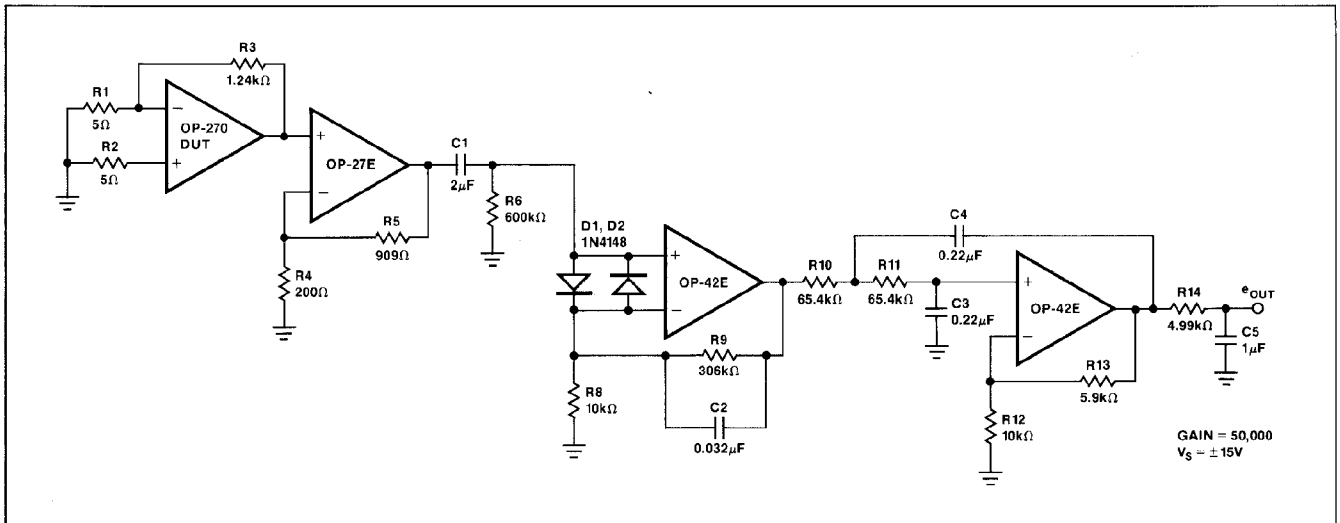 R3
1.24kΩ
R1
5Ω
R2
5Ω
−
+
OP-270
DUT
+
−
OP-27E
R5
909Ω
R4
200Ω
C1
2μF
R6
600kΩ
D1, D2
1N4148
+
−
OP-42E
R9
306kΩ
R8
10kΩ
C2
0.032μF
R10
65.4kΩ
R11
65.4kΩ
C4
0.22μF
C3
0.22μF
+
−
OP-42E
R13
5.9kΩ
R12
10kΩ
R14
4.99kΩ
eOUT
C5
1μF
GAIN = 50,000
VS = ±15V